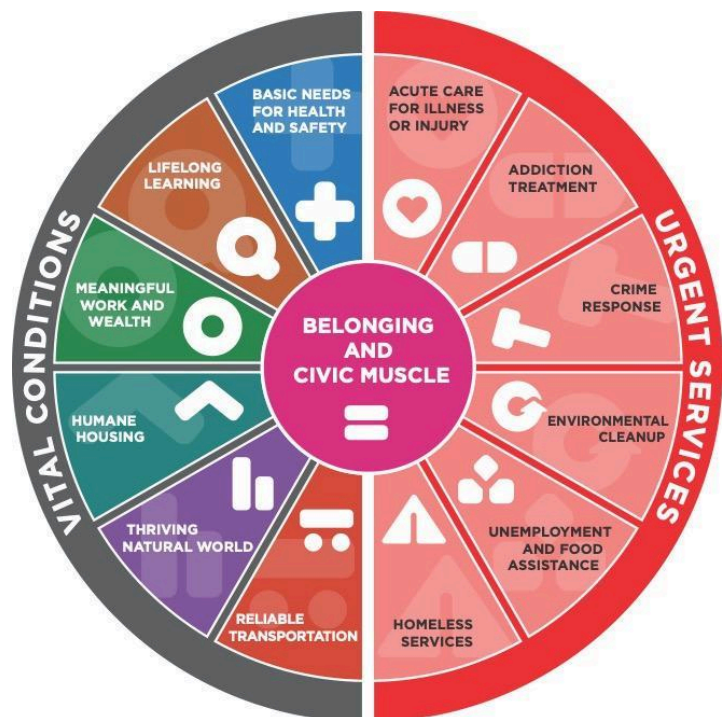 VITAL CONDITIONS
BASIC NEEDS
FOR HEALTH
AND SAFETY
LIFELONG
LEARNING
MEANINGFUL
WORK AND
WEALTH
HUMANE
HOUSING
THRIVING
NATURAL WORLD
RELIABLE
TRANSPORTATION
BELONGING
AND
CIVIC MUSCLE
URGENT SERVICES
ACUTE CARE
FOR ILLNESS
OR INJURY
ADDICTION
TREATMENT
CRIME
RESPONSE
ENVIRONMENTAL
CLEANUP
UNEMPLOYMENT
AND FOOD
ASSISTANCE
HOMELESS
SERVICES